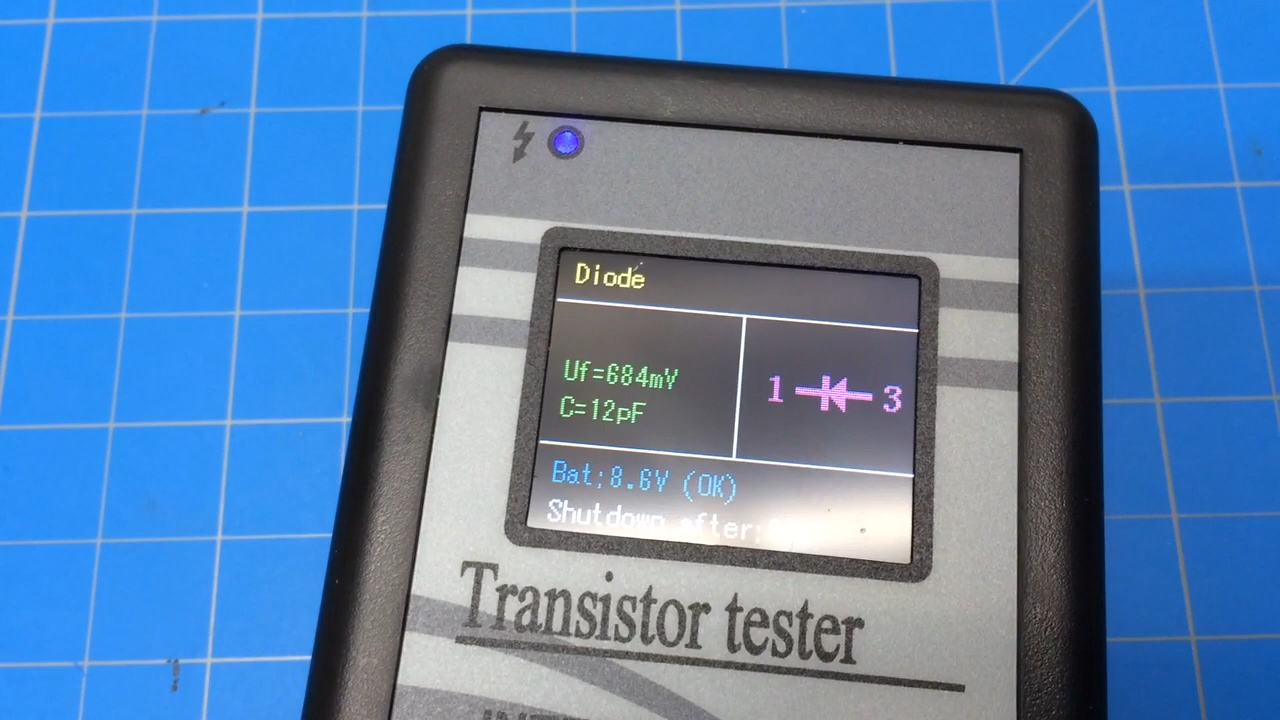 Diode
Uf=684mV
C=12pF
1 3
Bat:8.6V (OK)
Shutdown after:
Transistor tester